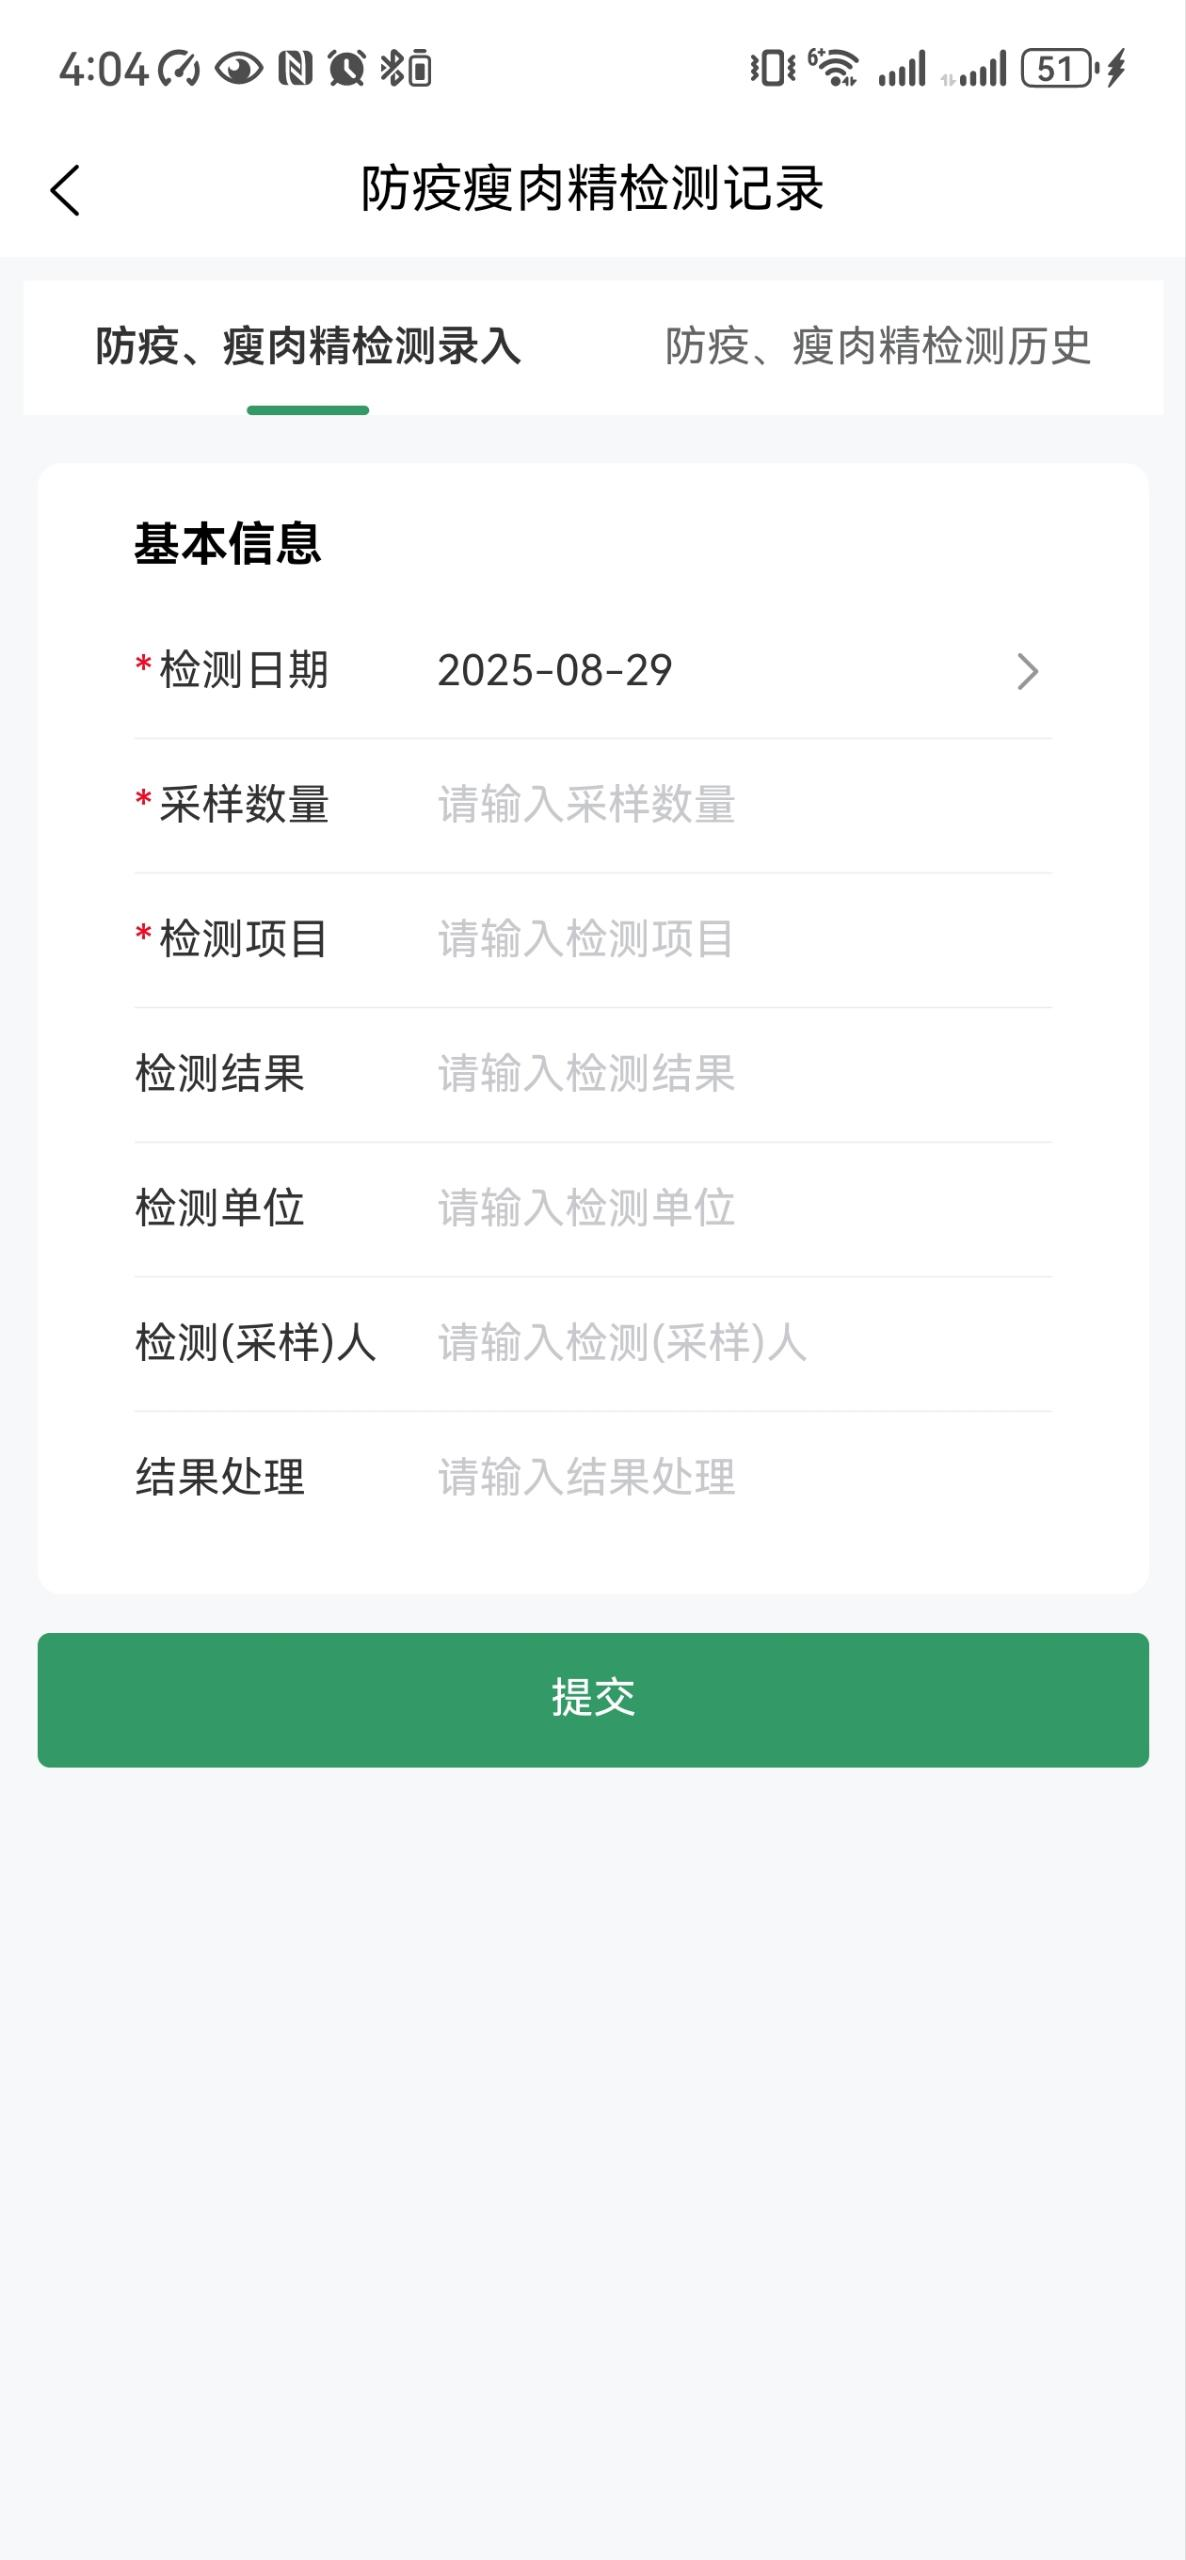 4:04
6+
51
防疫瘦肉精检测记录
防疫、瘦肉精检测录入 防疫、瘦肉精检测历史
基本信息
*检测日期 2025-08-29
*采样数量 请输入采样数量
*检测项目 请输入检测项目
检测结果 请输入检测结果
检测单位 请输入检测单位
检测(采样)人 请输入检测(采样)人
结果处理 请输入结果处理
提交